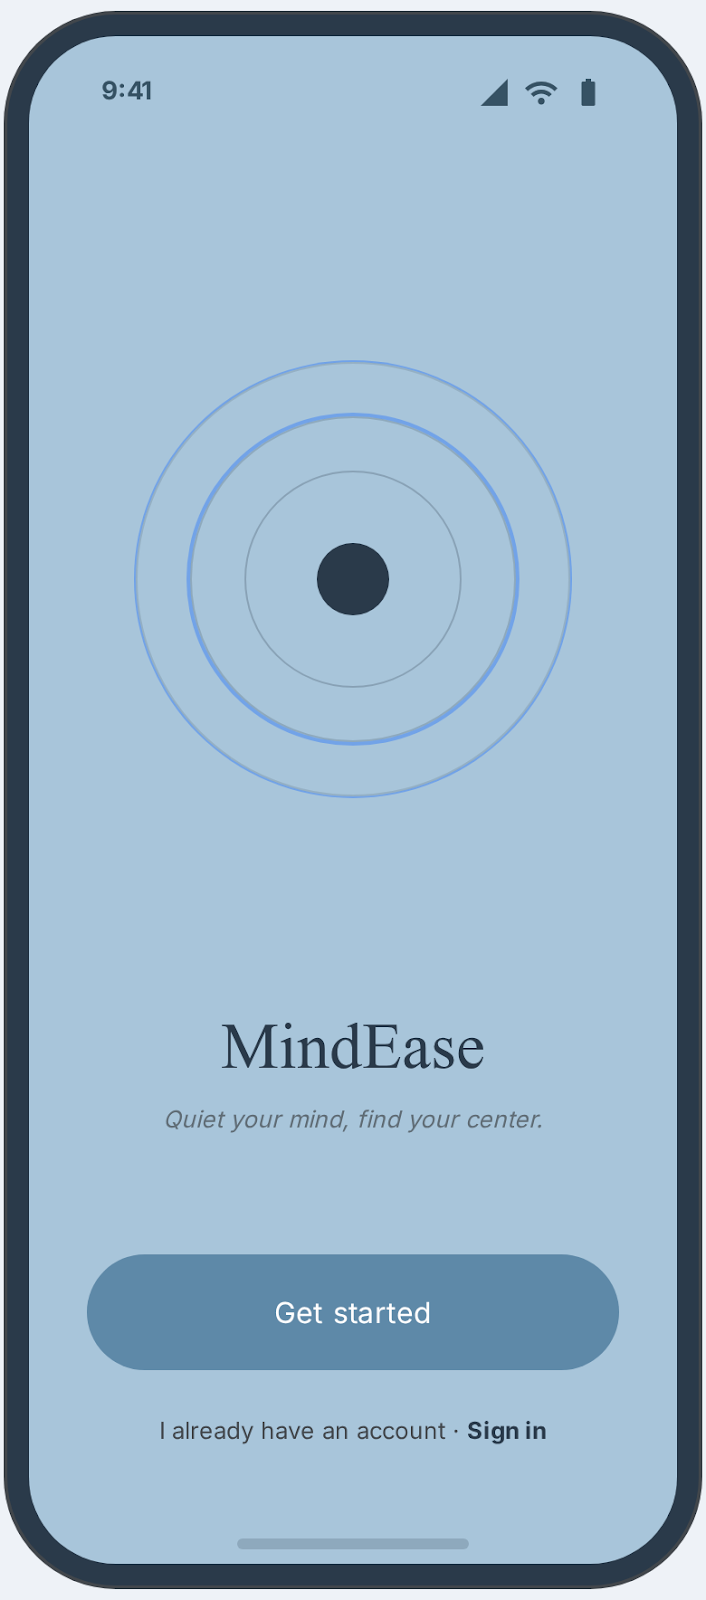 9:41
MindEase
Quiet your mind, find your center.
Get started
I already have an account · Sign in